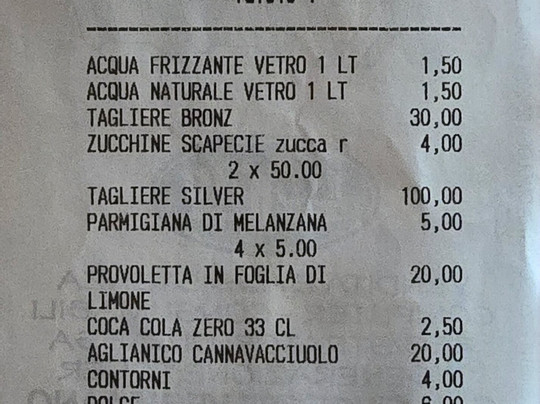 ACQUA FRIZZANTE VETRO 1 LT 1,50
ACQUA NATURALE VETRO 1 LT 1,50
TAGLIERE BRONZ 30,00
ZUCCHINE SCAPECIE zucca r 4,00
2 x 50.00
TAGLIERE SILVER 100,00
PARMIGIANA DI MELANZANA 5,00
4 x 5.00
PROVOLETTA IN FOGLIA DI 20,00
LIMONE
COCA COLA ZERO 33 CL 2,50
AGLIANICO CANNAVACCIUOLO 20,00
CONTORNI 4,00
DOLCE 6,00